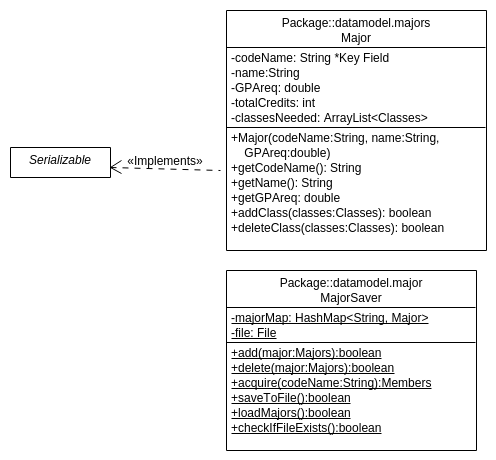 Package::datamodel.majors
Major
-codeName: String *Key Field
-name:String
-GPAreq: double
-totalCredits: int
-classesNeeded: ArrayList<Classes>
+Major(codeName:String, name:String,
GPAreq:double)
+getCodeName(): String
+getName(): String
+getGPAreq: double
+addClass(classes:Classes): boolean
+deleteClass(classes:Classes): boolean
Serializable
«Implements»
Package::datamodel.major
MajorSaver
-majorMap: HashMap<String, Major>
-file: File
+add(major:Majors):boolean
+delete(major:Majors):boolean
+acquire(codeName:String):Members
+saveToFile():boolean
+loadMajors():boolean
+checkIfFileExists():boolean